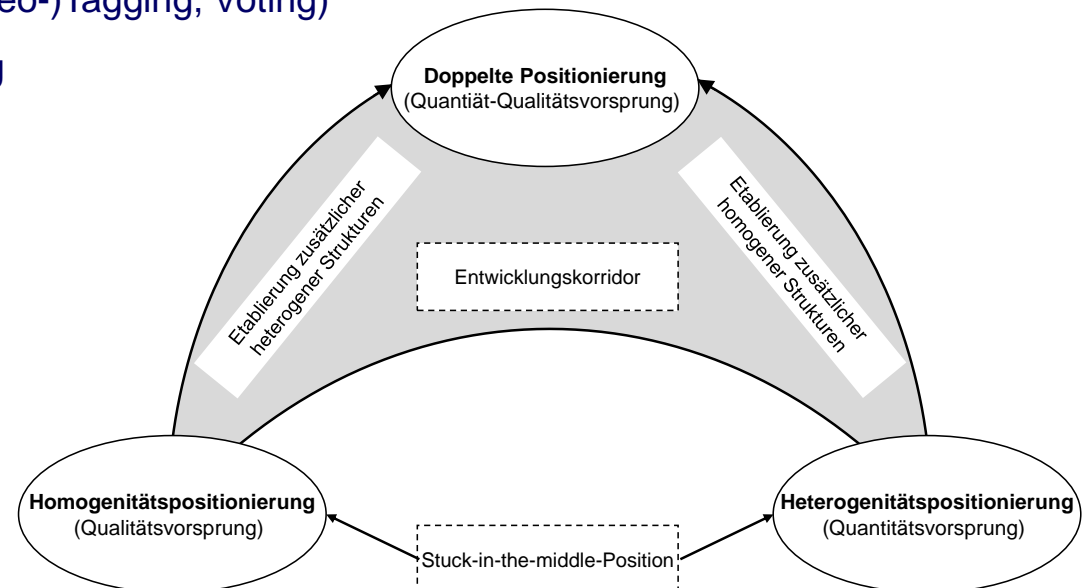 eo-)Tagging, Voting)
g
Doppelte Positionierung
(Quantiät-Qualitätsvorsprung)
Etablierung zusätzlicher
heterogener Strukturen
Etablierung zusätzlicher
homogener Strukturen
Entwicklungskorridor
Homogenitätspositionierung
(Qualitätsvorsprung)
Heterogenitätspositionierung
(Quantitätsvorsprung)
Stuck-in-the-middle-Position